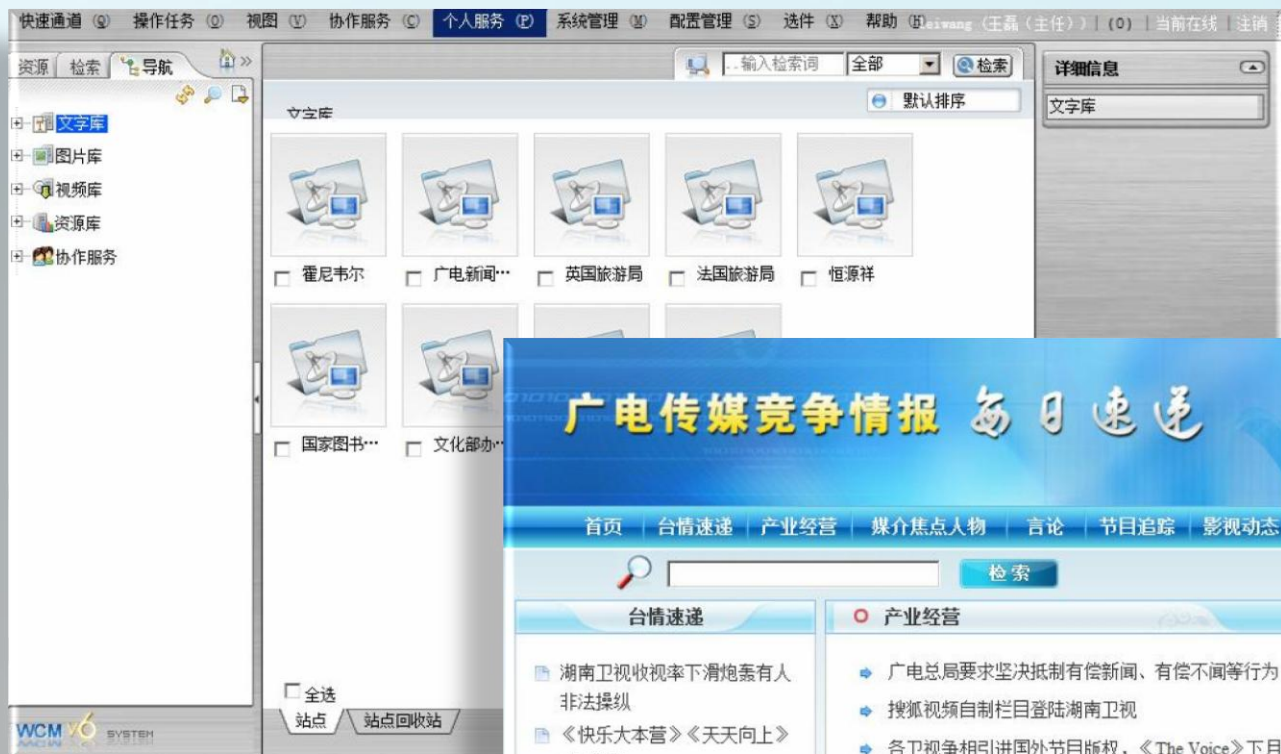 快速通道(Q) 操作任务(O) 视图(V) 协作服务(C) 个人服务(P) 系统管理(M) 配置管理(S) 选件(X) 帮助(H) eiwang (王磊(主任)) | (0) | 当前在线 | 注销
资源 检索 导航 »
..输入检索词 全部 检索
默认排序
详细信息
文字库
文字库
文字库
图片库
视频库
资源库
协作服务
霍尼韦尔 广电新闻… 英国旅游局 法国旅游局 恒源祥
国家图书… 文化部办…
全选
站点 站点回收站
WCM V6 SYSTEM
广电传媒竞争情报 每日速递
首页 台情速递 产业经营 媒介焦点人物 言论 节目追踪 影视动态
检索
台情速递
湖南卫视收视率下滑炮轰有人
非法操纵
《快乐大本营》《天天向上》
产业经营
广电总局要求坚决抵制有偿新闻、有偿不闻等行为
搜狐视频自制栏目登陆湖南卫视
各卫视争相引进国外节目版权，《The Voice》下月